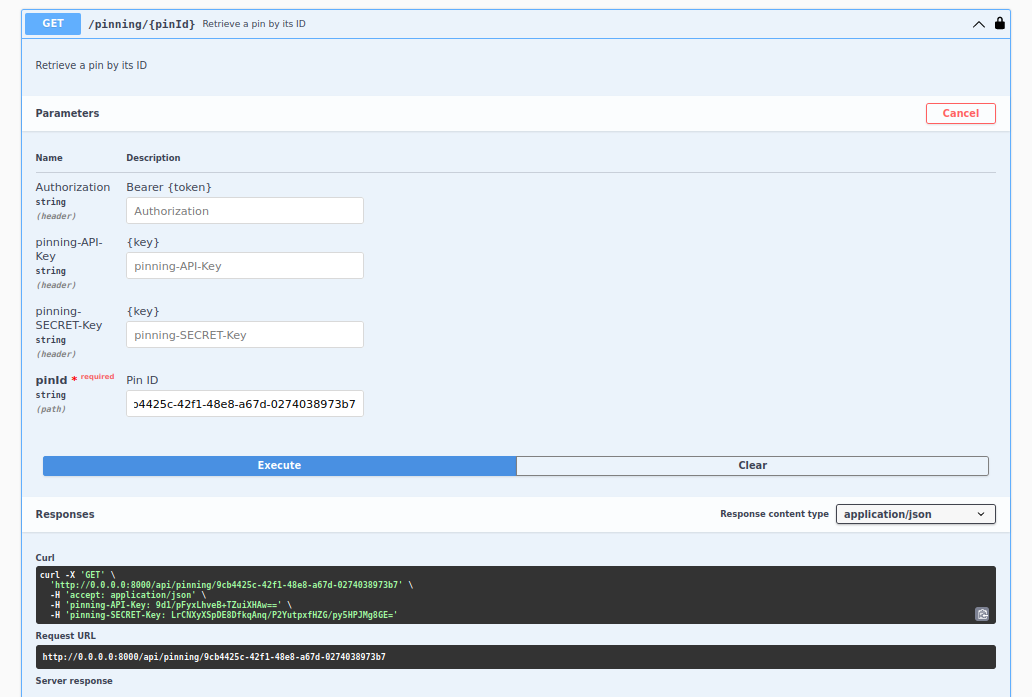 GET /pinning/{pinId} Retrieve a pin by its ID
Retrieve a pin by its ID
Parameters
Cancel
Name Description
Authorization Bearer {token}
string
(header)
Authorization
pinning-API-
Key
string
(header)
{key}
pinning-API-Key
pinning-
SECRET-Key
string
(header)
{key}
pinning-SECRET-Key
pinId * required
string
(path)
Pin ID
b4425c-42f1-48e8-a67d-0274038973b7
Execute
Clear
Responses
Response content type
application/json
Curl
curl -X 'GET' \
'http://0.0.0.0:8000/api/pinning/9cb4425c-42f1-48e8-a67d-0274038973b7' \
-H 'accept: application/json' \
-H 'pinning-API-Key: 9d1/pFyxLhveB+TZuiXHAw==' \
-H 'pinning-SECRET-Key: LrCNXyXSpDE8DfkqAnq/P2YutpxfHZG/py5HPJMg8GE='
Request URL
http://0.0.0.0:8000/api/pinning/9cb4425c-42f1-48e8-a67d-0274038973b7
Server response